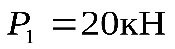 P₁ = 20кН